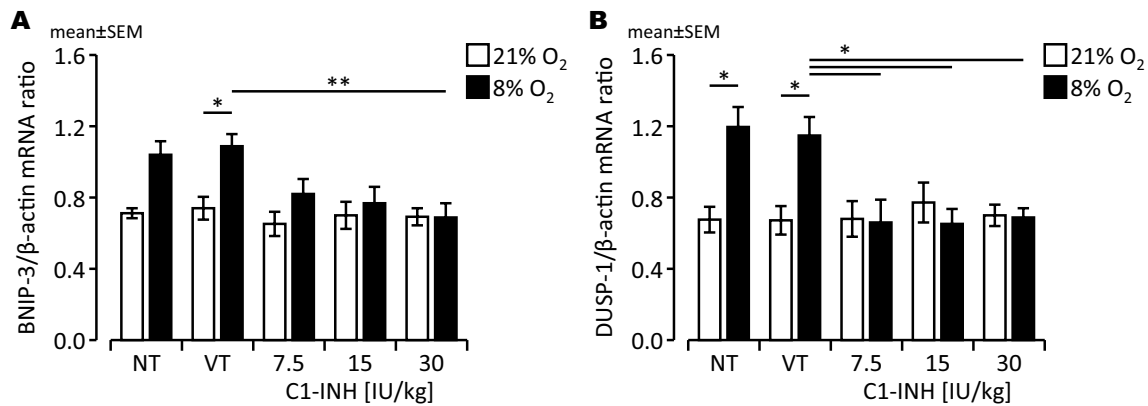 A
mean±SEM
BNIP-3/β-actin mRNA ratio
1.6
1.2
0.8
0.4
0.0
21% O₂
8% O₂
*
**
NT VT 7.5 15 30
C1-INH [IU/kg]
B
mean±SEM
DUSP-1/β-actin mRNA ratio
1.6
1.2
0.8
0.4
0.0
21% O₂
8% O₂
*
*
*
NT VT 7.5 15 30
C1-INH [IU/kg]